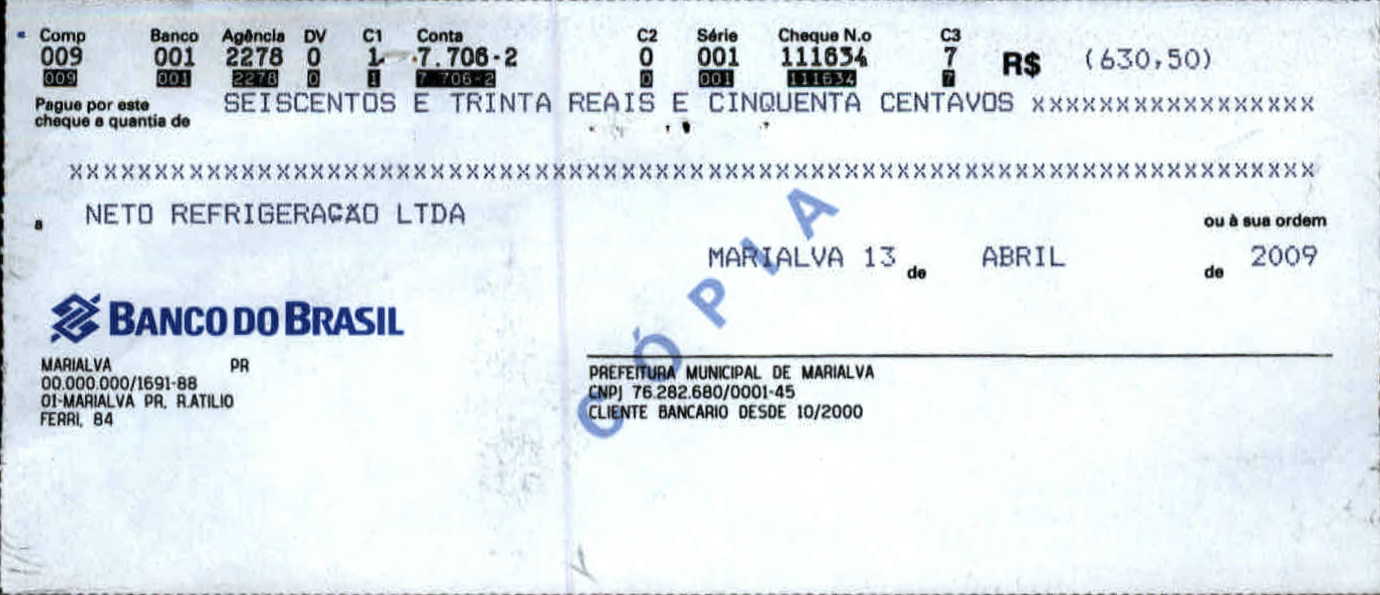 Comp Banco Agência DV C1 Conta C2 Série Cheque N.o C3
009 001 2278 0 1 7.706-2 0 001 111634 7 R$ (630,50)
009 001 2278 0 1 7 706-2 0 001 111634 7
Pague por este
cheque a quantia de SEISCENTOS E TRINTA REAIS E CINQUENTA CENTAVOS xxxxxxxxxxxxxxxxx
xxxxxxxxxxxxxxxxxxxxxxxxxxxxxxxxxxxxxxxxxxxxxxxxxxxxxxxxxxxxxxxxxxxxx
a NETO REFRIGERAÇÃO LTDA ou à sua ordem
MARIALVA 13 de ABRIL de 2009
CÓPIA
BANCO DO BRASIL
MARIALVA PR
00.000.000/1691-88
01-MARIALVA PR. R.ATILIO
FERRI, 84
PREFEITURA MUNICIPAL DE MARIALVA
CNPJ 76.282.680/0001-45
CLIENTE BANCARIO DESDE 10/2000